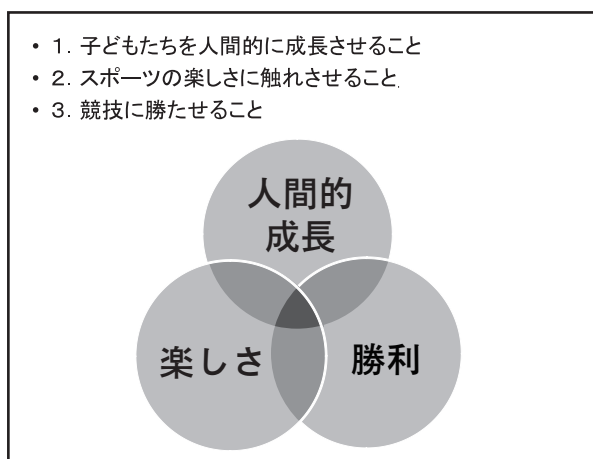 • 1．子どもたちを人間的に成長させること
• 2．スポーツの楽しさに触れさせること
• 3．競技に勝たせること
人間的
成長
楽しさ
勝利